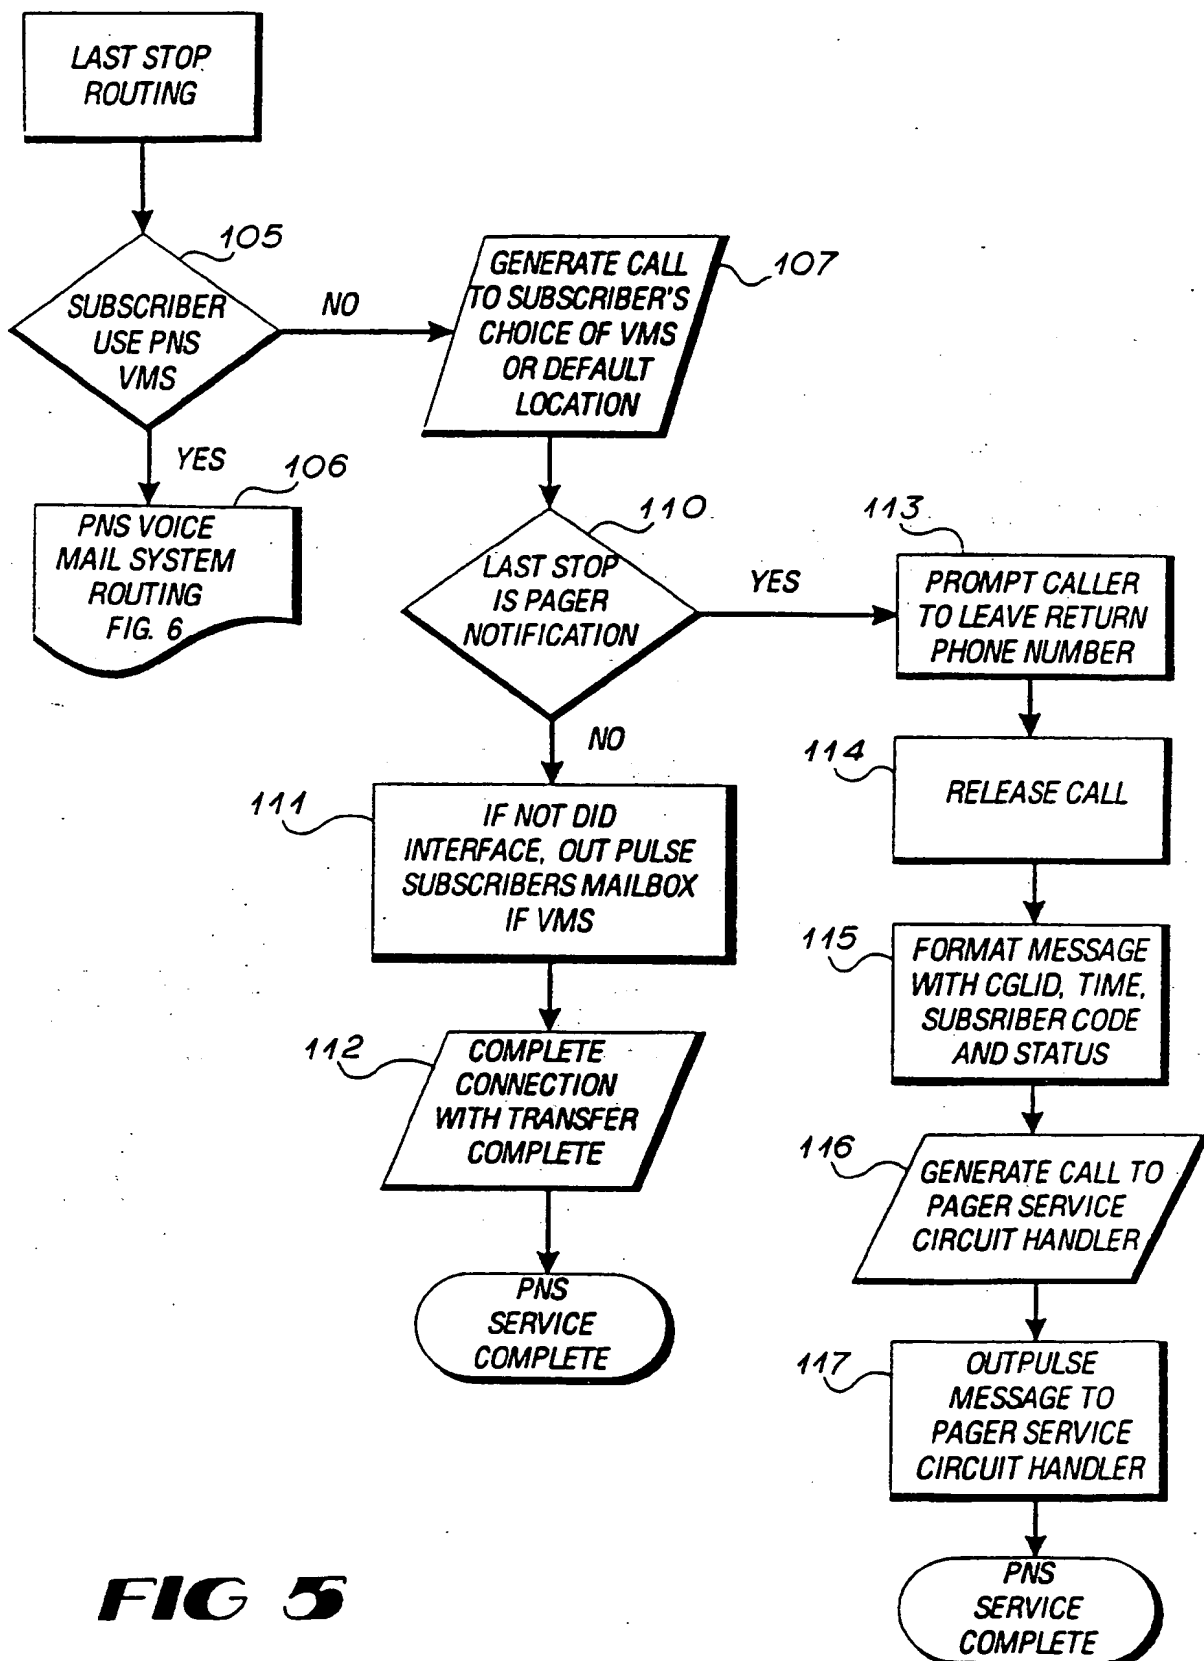 LAST STOP
ROUTING
105
SUBSCRIBER
USE PNS
VMS
NO
YES
106
PNS VOICE
MAIL SYSTEM
ROUTING
FIG. 6
107
GENERATE CALL
TO SUBSCRIBER'S
CHOICE OF VMS
OR DEFAULT
LOCATION
110
LAST STOP
IS PAGER
NOTIFICATION
YES
NO
111
IF NOT DID
INTERFACE, OUT PULSE
SUBSCRIBERS MAILBOX
IF VMS
112
COMPLETE
CONNECTION
WITH TRANSFER
COMPLETE
PNS
SERVICE
COMPLETE
113
PROMPT CALLER
TO LEAVE RETURN
PHONE NUMBER
114
RELEASE CALL
115
FORMAT MESSAGE
WITH CGLID, TIME,
SUBSRIBER CODE
AND STATUS
116
GENERATE CALL TO
PAGER SERVICE
CIRCUIT HANDLER
117
OUTPULSE
MESSAGE TO
PAGER SERVICE
CIRCUIT HANDLER
PNS
SERVICE
COMPLETE
FIG 5